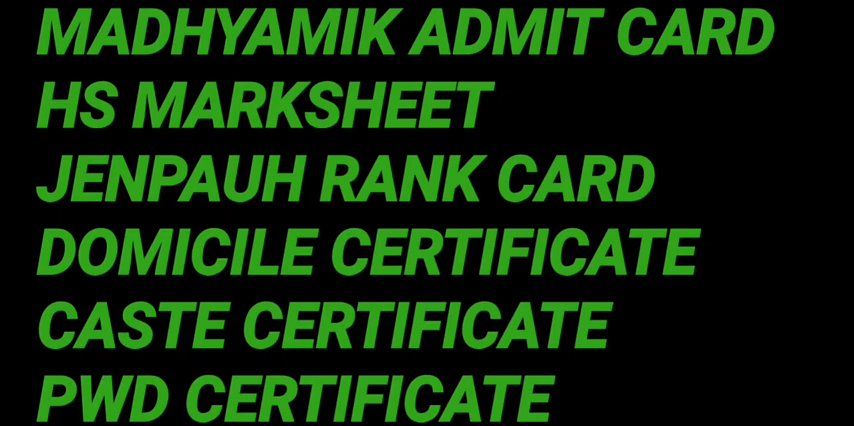 MADHYAMIK ADMIT CARD
HS MARKSHEET
JENPAUH RANK CARD
DOMICILE CERTIFICATE
CASTE CERTIFICATE
PWD CERTIFICATE